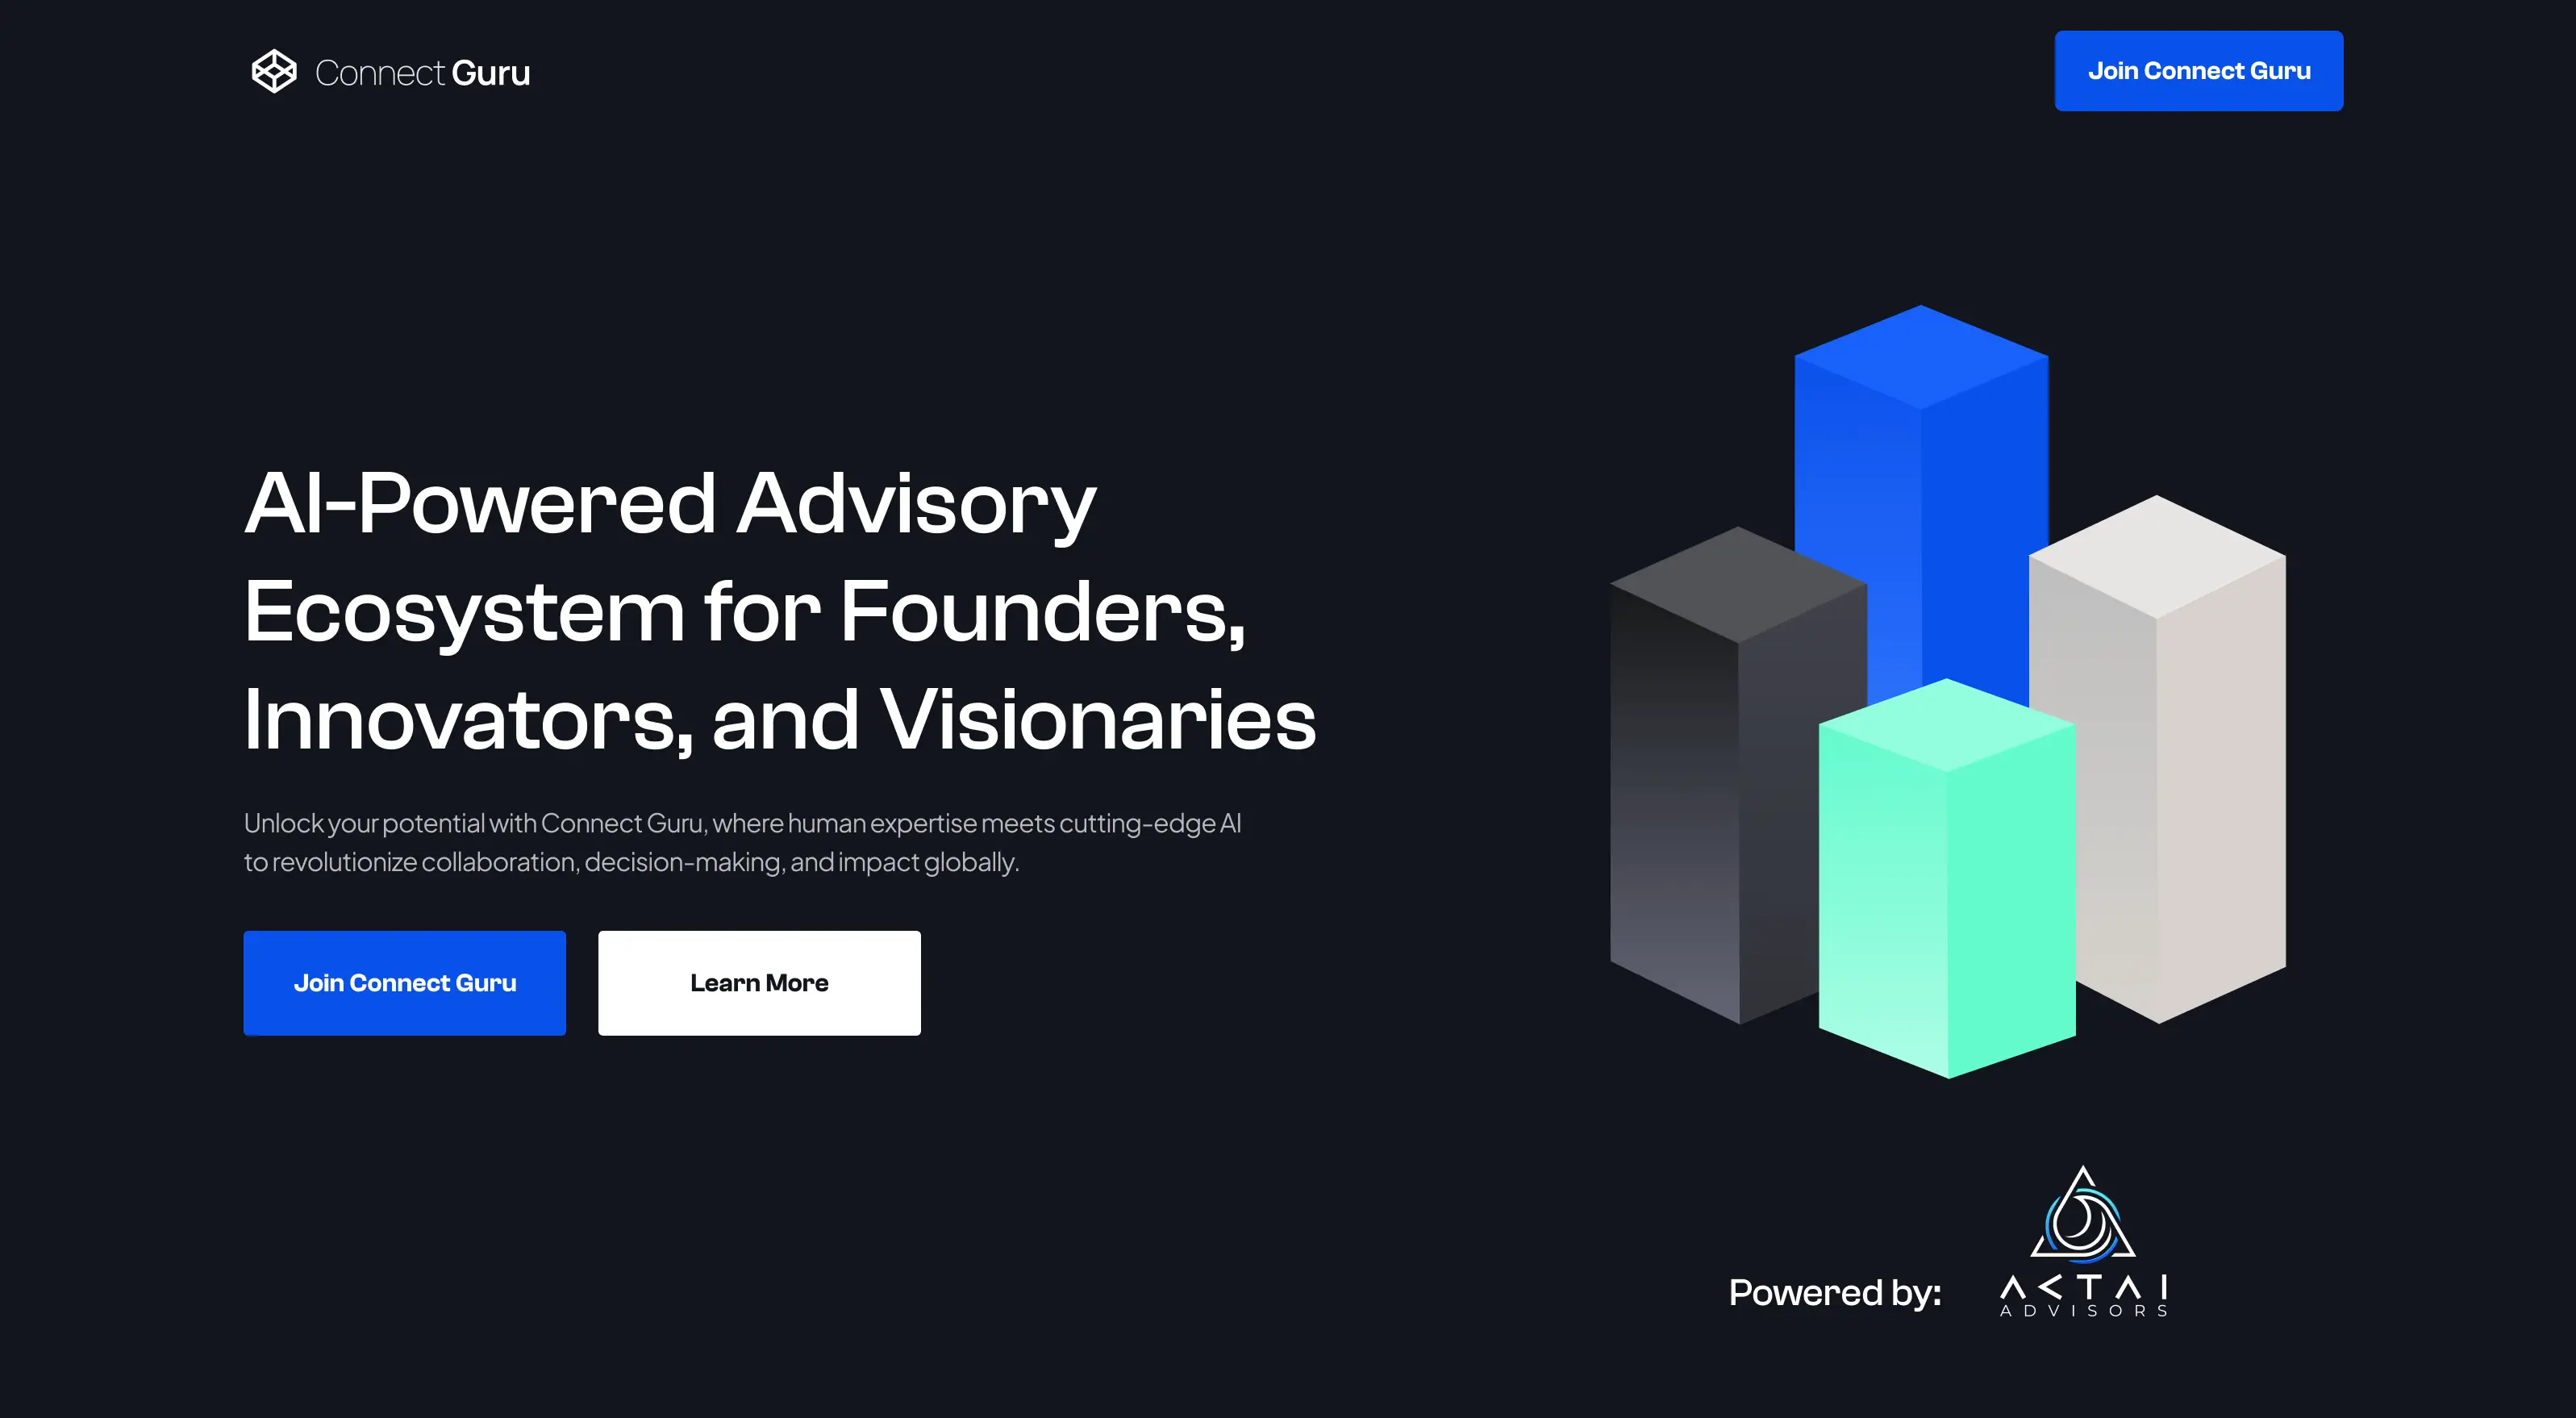 Connect Guru
Join Connect Guru
AI-Powered Advisory
Ecosystem for Founders,
Innovators, and Visionaries
Unlock your potential with Connect Guru, where human expertise meets cutting-edge AI
to revolutionize collaboration, decision-making, and impact globally.
Join Connect Guru
Learn More
Powered by:
AKTAI
ADVISORS